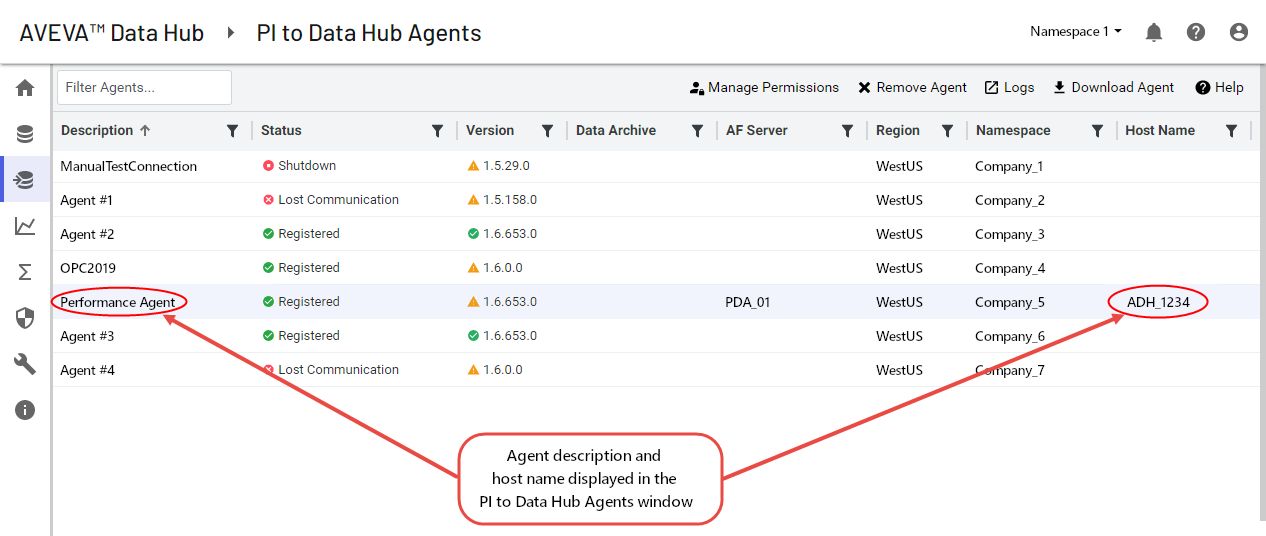 AVEVA™ Data Hub PI to Data Hub Agents Namespace 1
Filter Agents... Manage Permissions Remove Agent Logs Download Agent Help
Description Status Version Data Archive AF Server Region Namespace Host Name
ManualTestConnection Shutdown 1.5.29.0 WestUS Company_1
Agent #1 Lost Communication 1.5.158.0 WestUS Company_2
Agent #2 Registered 1.6.653.0 WestUS Company_3
OPC2019 Registered 1.6.0.0 WestUS Company_4
Performance Agent Registered 1.6.653.0 PDA_01 WestUS Company_5 ADH_1234
Agent #3 Registered 1.6.653.0 WestUS Company_6
Agent #4 Lost Communication 1.6.0.0 WestUS Company_7
Agent description and
host name displayed in the
PI to Data Hub Agents window